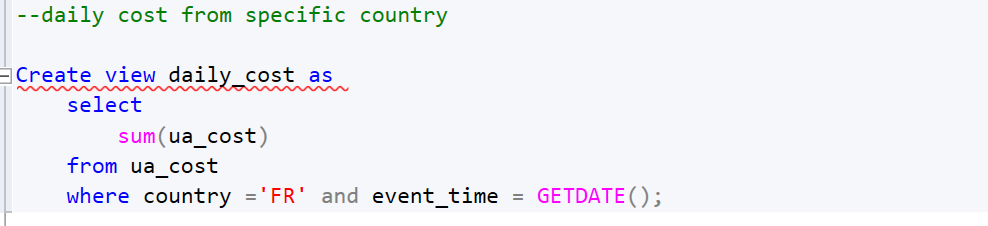 --daily cost from specific country
Create view daily_cost as
select
sum(ua_cost)
from ua_cost
where country ='FR' and event_time = GETDATE();